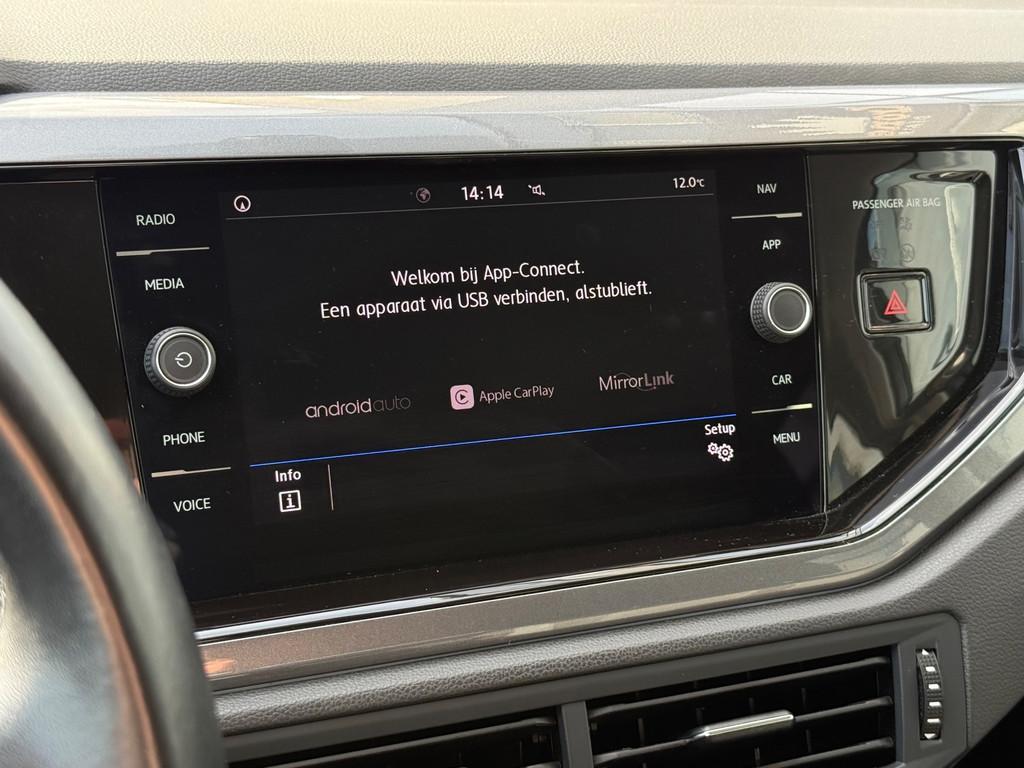 14:14
12.0°C
RADIO
MEDIA
PHONE
VOICE
Welkom bij App-Connect.
Een apparaat via USB verbinden, alstublieft.
androidauto
Apple CarPlay
MirrorLink
Info
Setup
NAV
APP
CAR
MENU
PASSENGER AIR BAG